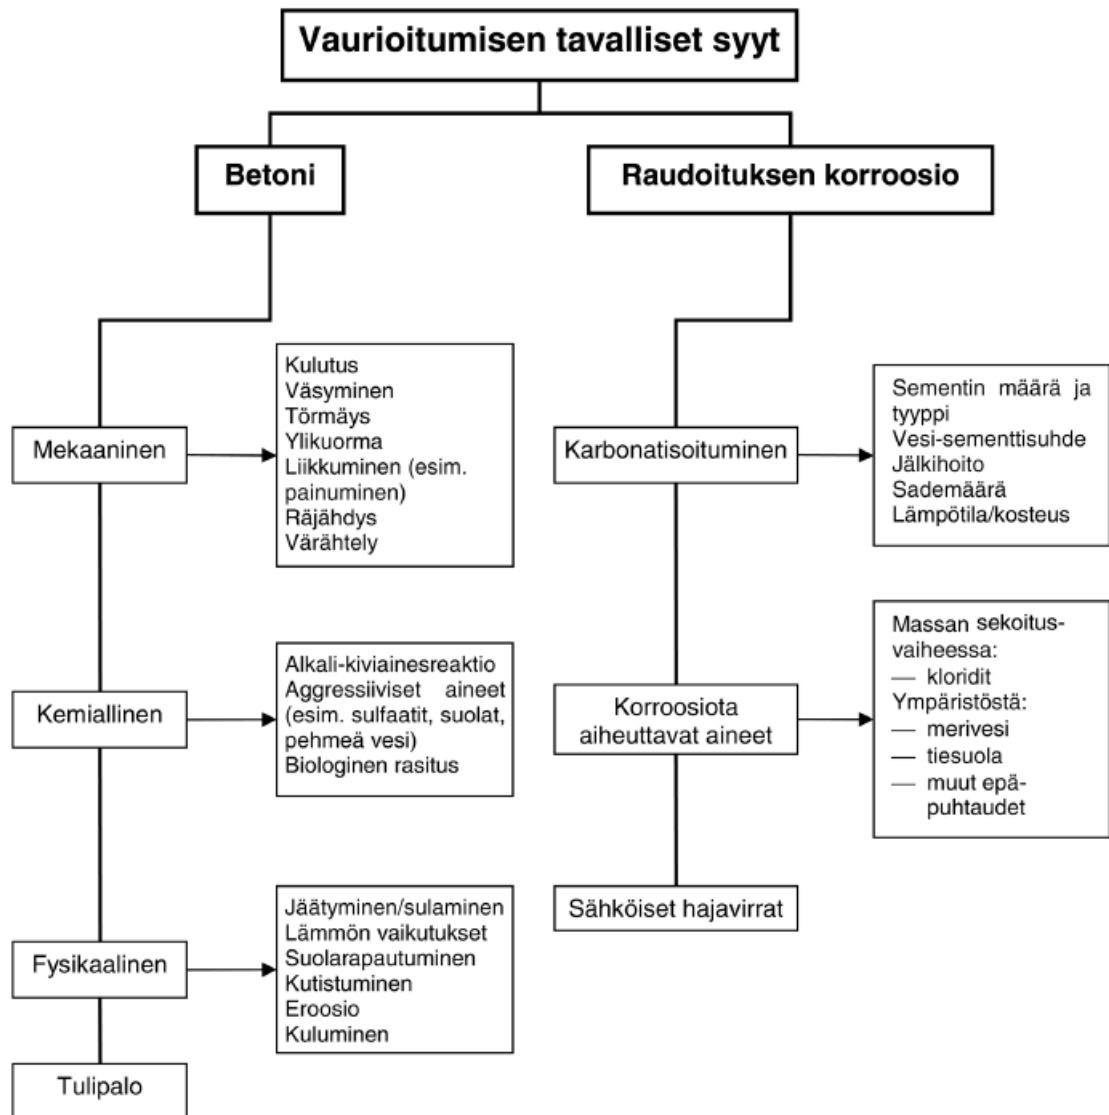 Vaurioitumisen tavalliset syyt
Betoni
Raudoituksen korroosio
Mekaaninen
Kulutus
Väsyminen
Törmäys
Ylikuorma
Liikkuminen (esim.
painuminen)
Räjähdys
Värähtely
Kemiallinen
Alkali-kiviainesreaktio
Aggressiiviset aineet
(esim. sulfaatit, suolat,
pehmeä vesi)
Biologinen rasitus
Fysikaalinen
Jäätyminen/sulaminen
Lämmön vaikutukset
Suolarapautuminen
Kutistuminen
Eroosio
Kuluminen
Tulipalo
Karbonatisoituminen
Sementin määrä ja
tyyppi
Vesi-sementtisuhde
Jälkihoito
Sademäärä
Lämpötila/kosteus
Korroosiota
aiheuttavat aineet
Massan sekoitus-
vaiheessa:
— kloridit
Ympäristöstä:
— merivesi
— tiesuola
— muut epä-
puhtaudet
Sähköiset hajavirrat